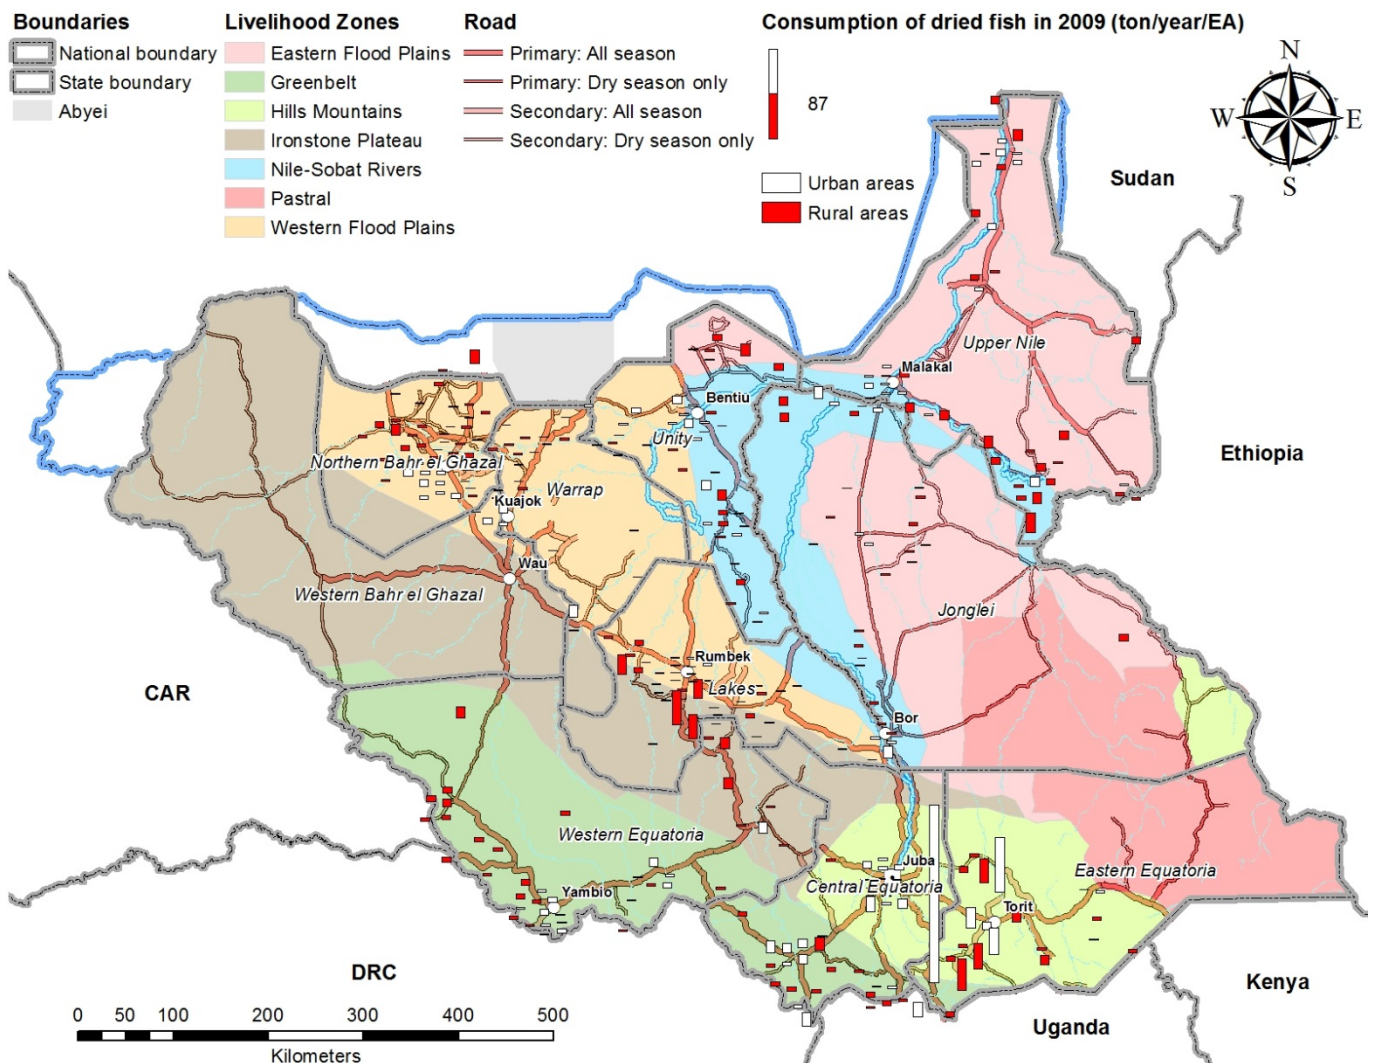 Boundaries
National boundary
State boundary
Abyei
Livelihood Zones
Eastern Flood Plains
Greenbelt
Hills Mountains
Ironstone Plateau
Nile-Sobat Rivers
Pastral
Western Flood Plains
Road
Primary: All season
Primary: Dry season only
Secondary: All season
Secondary: Dry season only
Consumption of dried fish in 2009 (ton/year/EA)
87
Urban areas
Rural areas
N
W E
S
Sudan
Upper Nile
Malakal
Bentiu
Unity
Ethiopia
Northern Bahr el Ghazal
Warrap
Kuajok
Wau
Western Bahr el Ghazal
Jonglei
Rumbek
Lakes
CAR
Bor
Western Equatoria
Juba
Central Equatoria
Eastern Equatoria
Yambio
Torit
DRC
Kenya
Uganda
0 50 100 200 300 400 500
Kilometers